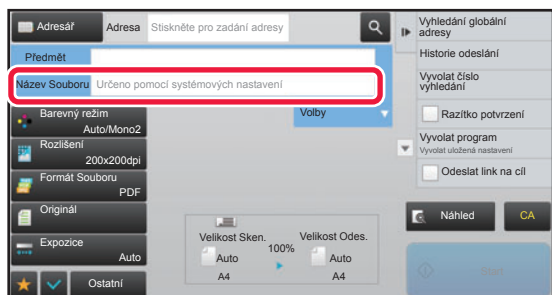 Adresář
Adresa
Stiskněte pro zadání adresy
Předmět
Název Souboru
Určeno pomocí systémových nastavení
Barevný režim
Auto/Mono2
Rozlišení
200x200dpi
Formát Souboru
PDF
Originál
Expozice
Auto
Ostatní
Volby
Velikost Sken.
100%
Velikost Odes.
Auto
A4
Auto
A4
Vyhledání globální
adresy
Historie odeslání
Vyvolat číslo
vyhledání
Razítko potvrzení
Vyvolat program
Vyvolat uložená nastavení
Odeslat link na cíl
Náhled
CA
Start